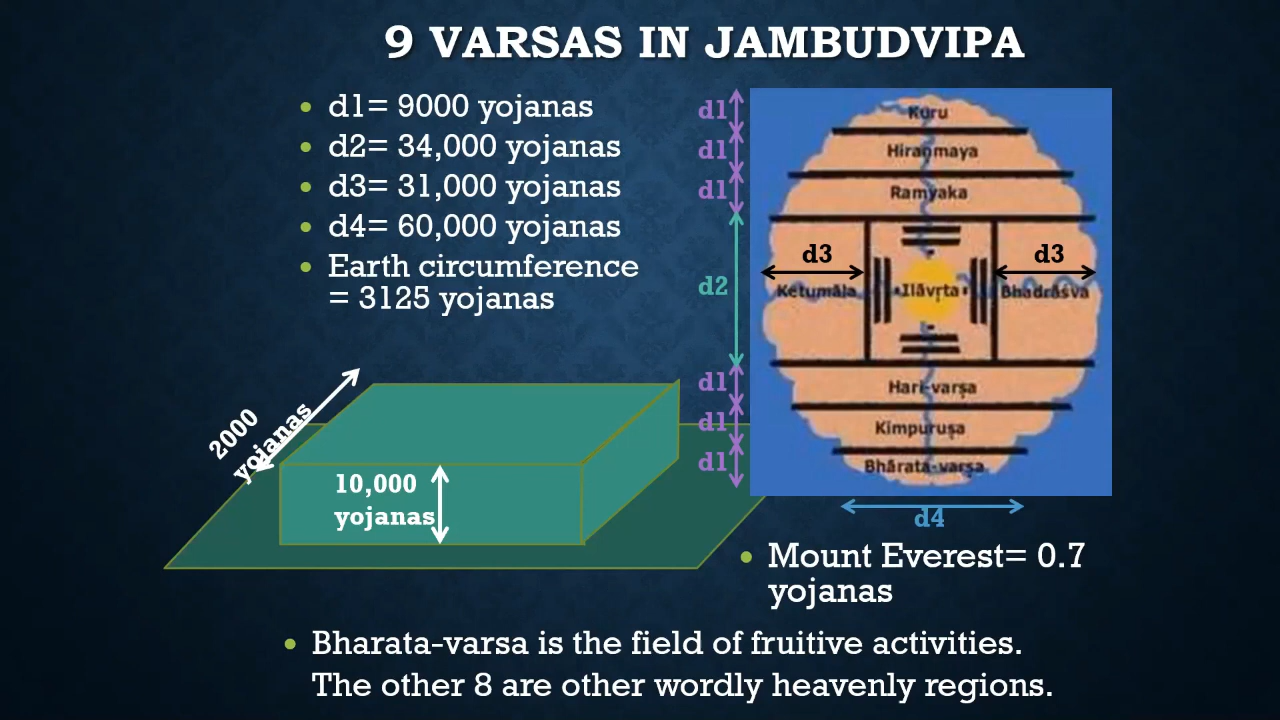 9 VARSAS IN JAMBUDVIPA
• d1= 9000 yojanas
• d2= 34,000 yojanas
• d3= 31,000 yojanas
• d4= 60,000 yojanas
• Earth circumference
= 3125 yojanas
d1
d1
d1
d2
d1
d1
d1
Kuru
Hiraṇmaya
Ramyaka
d3
d3
Ketumāla
Ilāvṛta
Bhadrāśva
Hari-varṣa
Kimpuruṣa
Bhārata-varṣa
d4
2000
yojanas
10,000
yojanas
• Mount Everest= 0.7
yojanas
• Bharata-varsa is the field of fruitive activities.
The other 8 are other wordly heavenly regions.